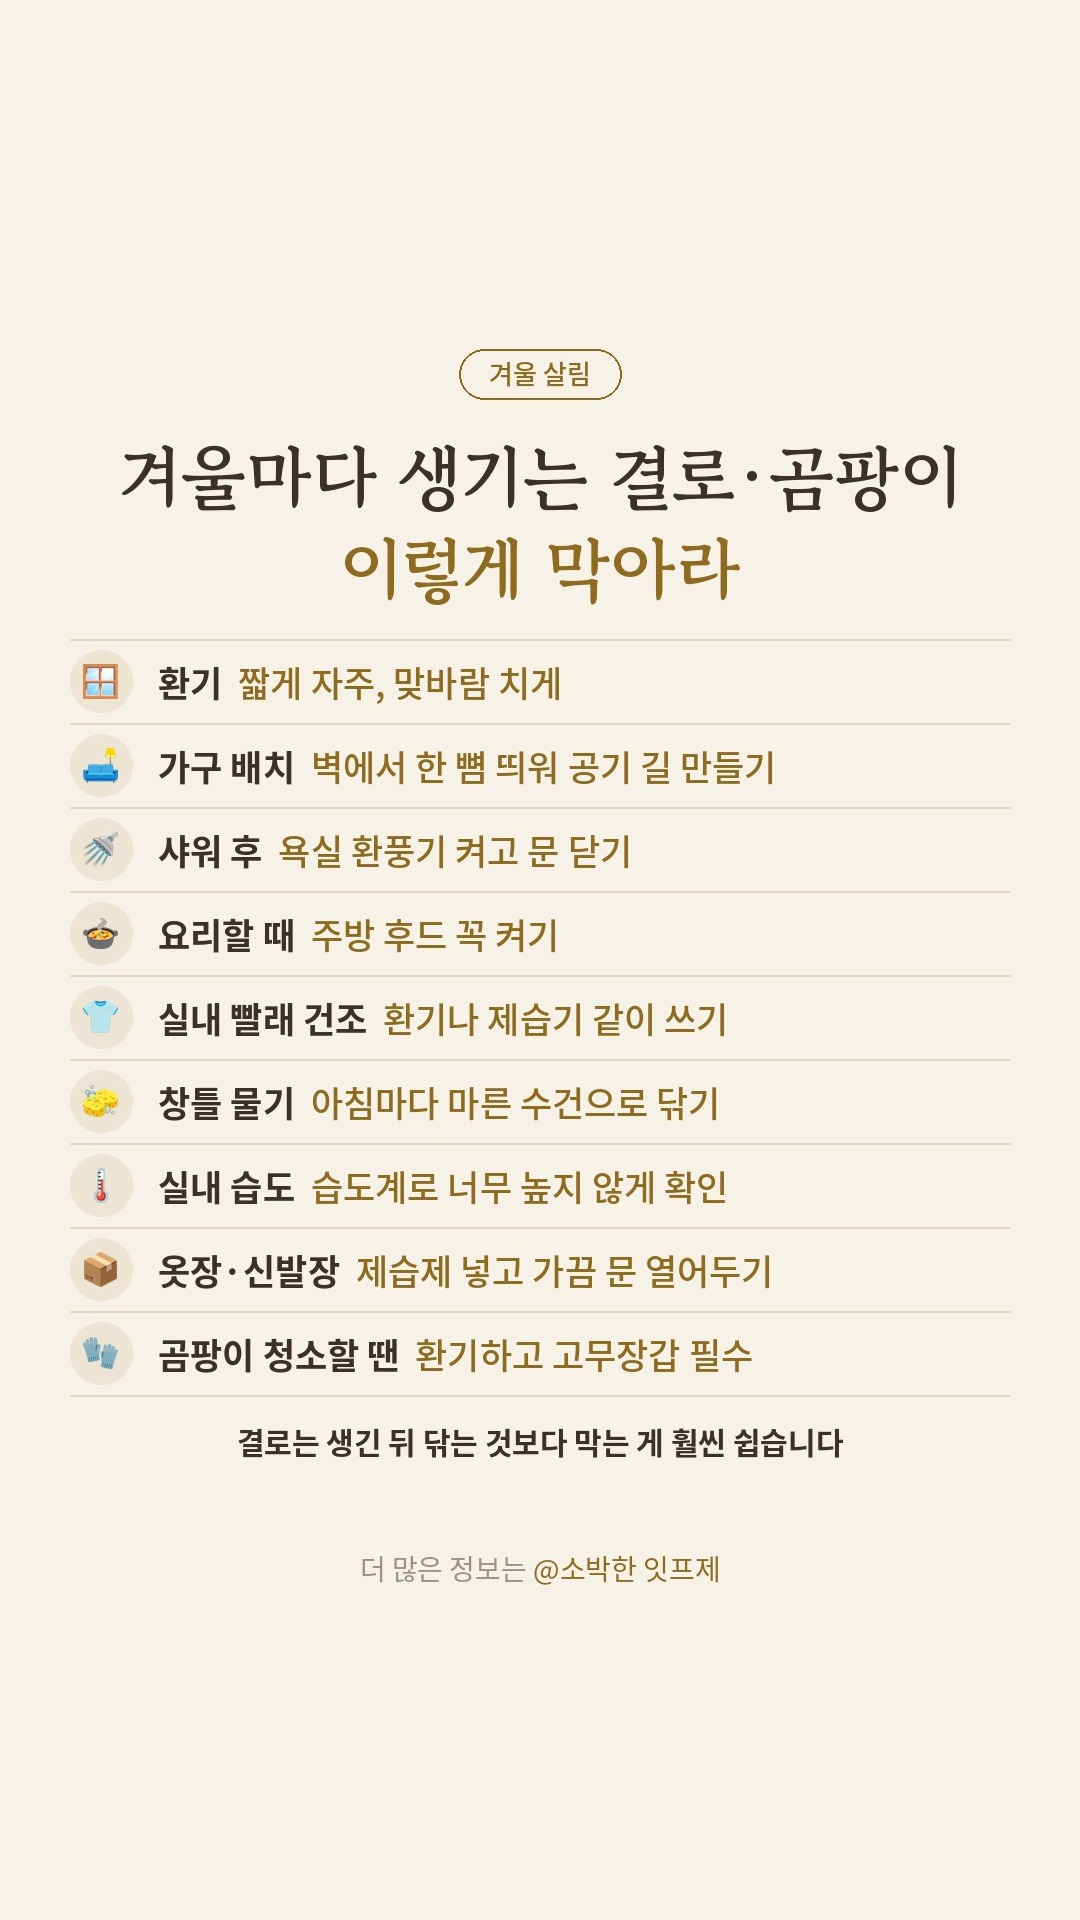 겨울 살림
겨울마다 생기는 결로·곰팡이
이렇게 막아라
환기 짧게 자주, 맞바람 치게
가구 배치 벽에서 한 뼘 띄워 공기 길 만들기
샤워 후 욕실 환풍기 켜고 문 닫기
요리할 때 주방 후드 꼭 켜기
실내 빨래 건조 환기나 제습기 같이 쓰기
창틀 물기 아침마다 마른 수건으로 닦기
실내 습도 습도계로 너무 높지 않게 확인
옷장·신발장 제습제 넣고 가끔 문 열어두기
곰팡이 청소할 땐 환기하고 고무장갑 필수
결로는 생긴 뒤 닦는 것보다 막는 게 훨씬 쉽습니다
더 많은 정보는 @소박한 잇프제